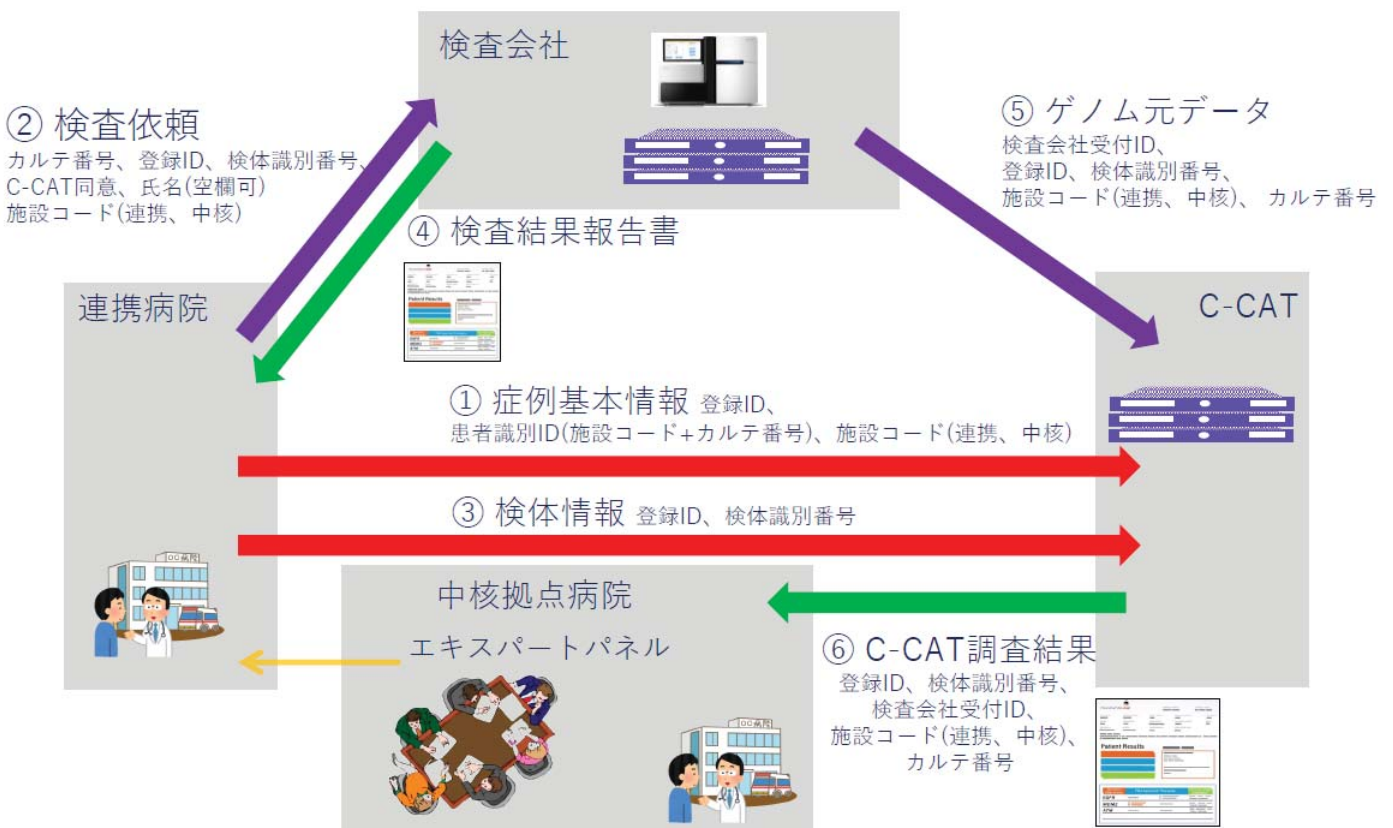 検査会社
② 検査依頼
カルテ番号、登録ID、検体識別番号、
C-CAT同意、氏名(空欄可)
施設コード(連携、中核)
⑤ ゲノム元データ
検査会社受付ID、
登録ID、検体識別番号、
施設コード(連携、中核)、 カルテ番号
④ 検査結果報告書
Patient Results
連携病院
C-CAT
① 症例基本情報 登録ID、
患者識別ID(施設コード+カルテ番号)、施設コード(連携、中核)
③ 検体情報 登録ID、検体識別番号
〇〇病院
中核拠点病院
エキスパートパネル
〇〇病院
⑥ C-CAT調査結果
登録ID、検体識別番号、
検査会社受付ID、
施設コード(連携、中核)、
カルテ番号
Patient Results